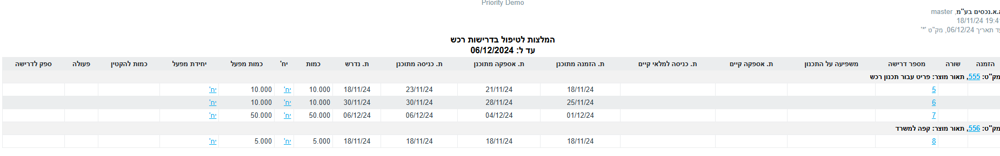 Priority Demo
א.א.נכסים בע"מ, master
18/11/24 19:4
עד תאריך 06/12/24, מק"ט '*'
המלצות לטיפול בדרישות רכש
עד ל: 06/12/2024
הזמנה שורה מספר דרישה משפיעה על התכנון ת. אספקה קיים ת. כניסה למלאי קיים ת. הזמנה מתוכנן ת. אספקה מתוכנן ת. כניסה מתוכנן ת. נדרש כמות יח' כמות מפעל יחידת מפעל כמות להקטין פעולה ספק לדרישה
מק"ט: 555, תאור מוצר: פריט עבור תכנון רכש
5 18/11/24 21/11/24 23/11/24 18/11/24 10.000 יח' 10.000 יח'
6 25/11/24 28/11/24 30/11/24 30/11/24 10.000 יח' 10.000 יח'
7 01/12/24 04/12/24 06/12/24 06/12/24 50.000 יח' 50.000 יח'
מק"ט: 556, תאור מוצר: קפה למשרד
8 18/11/24 18/11/24 18/11/24 18/11/24 5.000 יח' 5.000 יח'